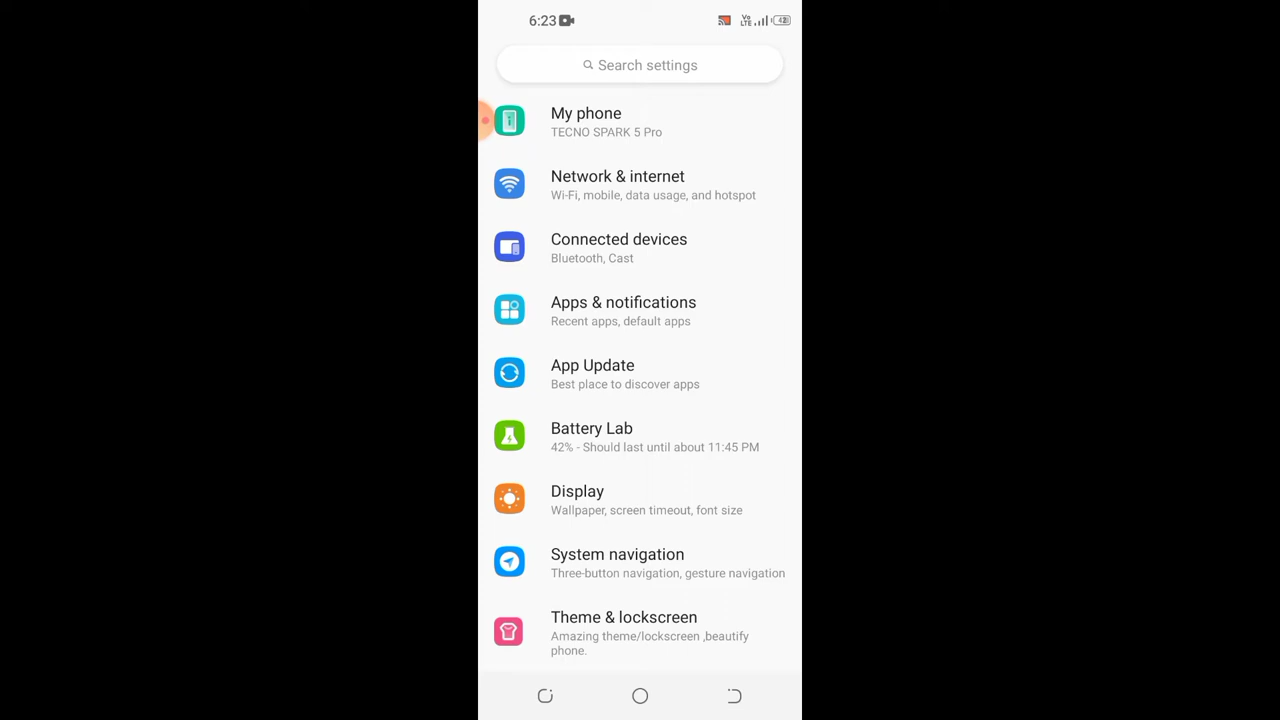 6:23
Vo
LTE
42
Search settings
My phone
TECNO SPARK 5 Pro
Network & internet
Wi-Fi, mobile, data usage, and hotspot
Connected devices
Bluetooth, Cast
Apps & notifications
Recent apps, default apps
App Update
Best place to discover apps
Battery Lab
42% - Should last until about 11:45 PM
Display
Wallpaper, screen timeout, font size
System navigation
Three-button navigation, gesture navigation
Theme & lockscreen
Amazing theme/lockscreen ,beautify
phone.